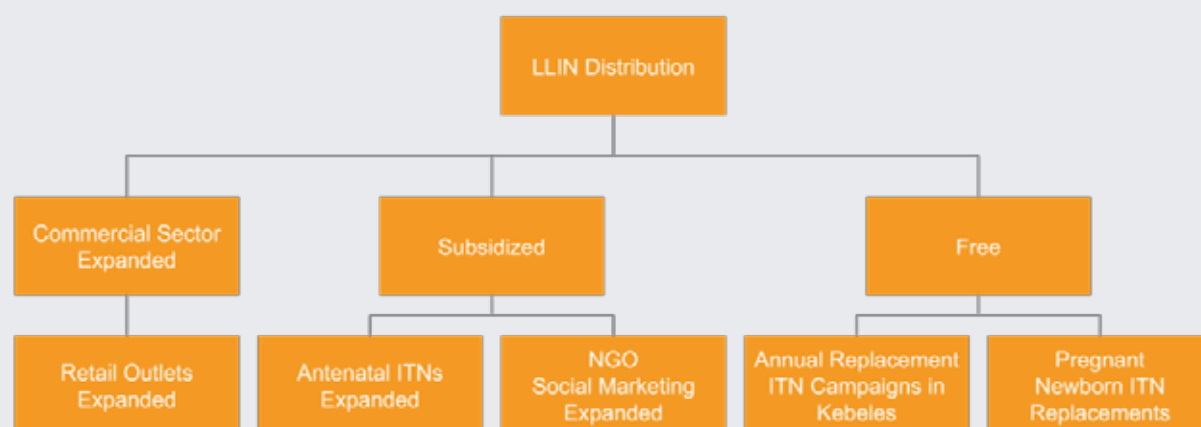 LLIN Distribution
Commercial Sector
Expanded
Subsidized
Free
Retail Outlets
Expanded
Antenatal ITNs
Expanded
NGO
Social Marketing
Expanded
Annual Replacement
ITN Campaigns in
Kebeles
Pregnant
Newborn ITN
Replacements